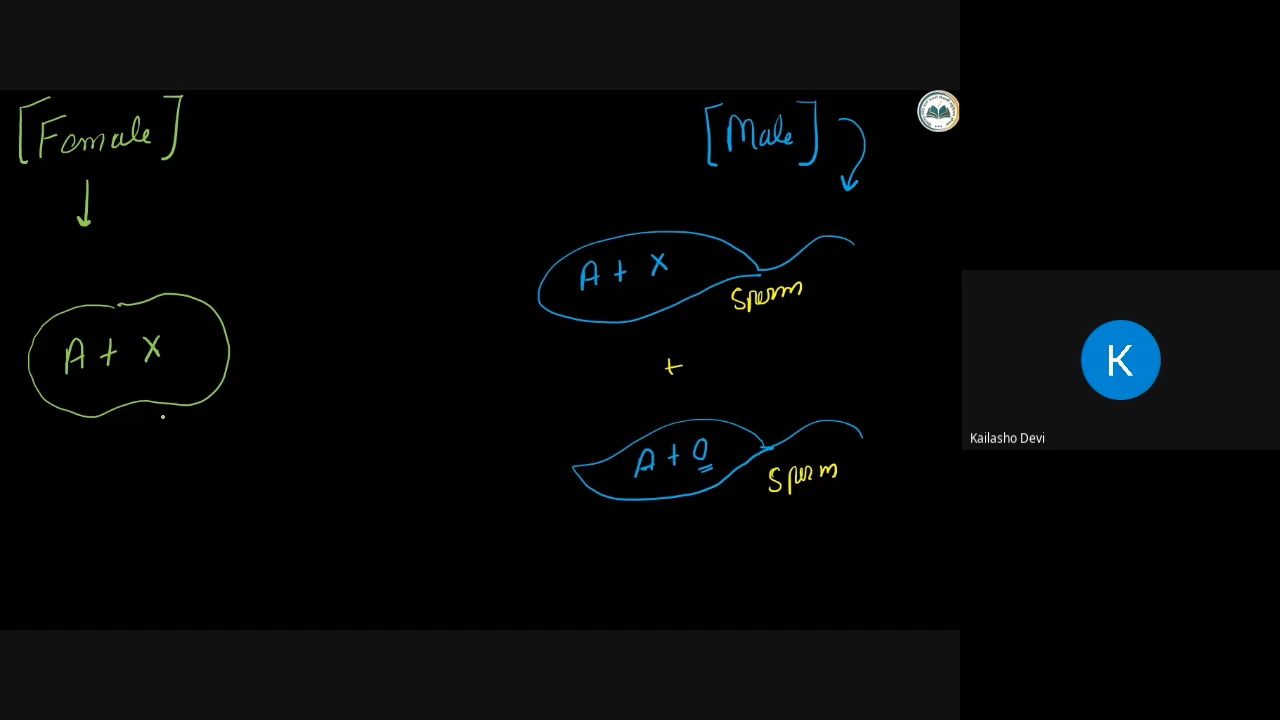 [Female]
[Male]
A + X
Sperm
+
A + X
A + O
Sperm
K
Kailasho Devi